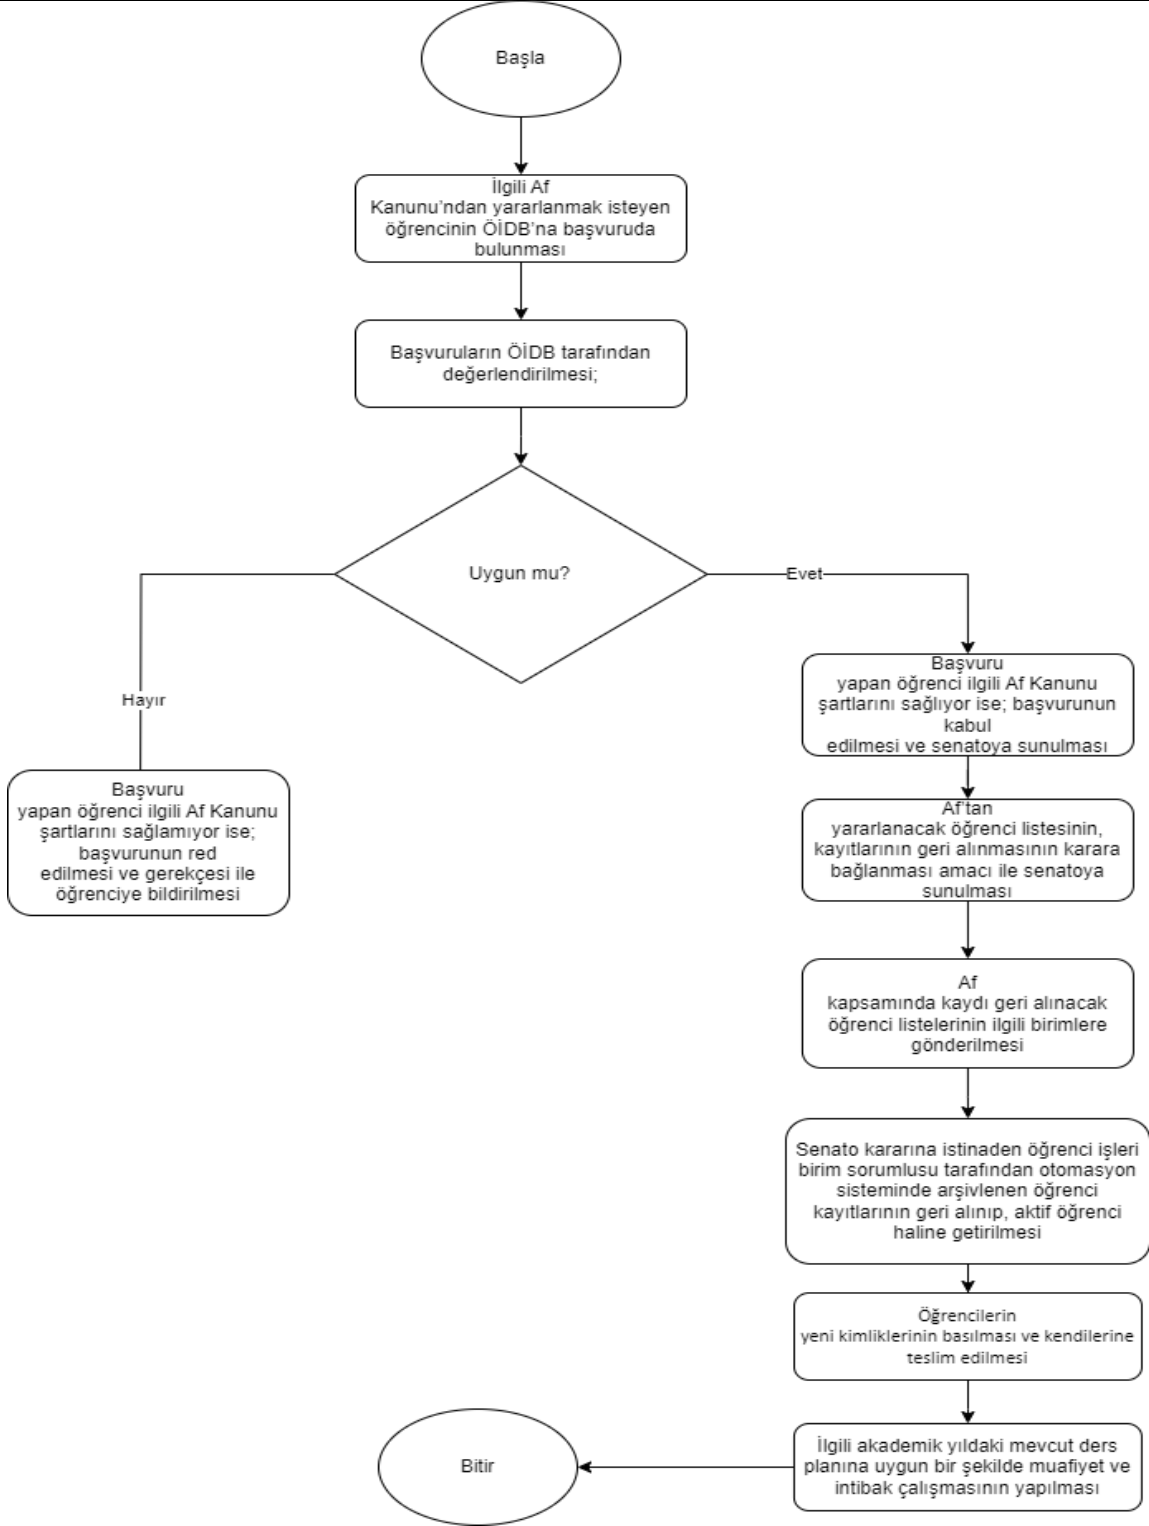 Başla
İlgili Af
Kanunu'ndan yararlanmak isteyen
öğrencinin ÖİDB'na başvuruda
bulunması
Başvuruların ÖİDB tarafından
değerlendirilmesi;
Uygun mu?
Evet
Hayır
Başvuru
yapan öğrenci ilgili Af Kanunu
şartlarını sağlıyor ise; başvurunun
kabul
edilmesi ve senatoya sunulması
Başvuru
yapan öğrenci ilgili Af Kanunu
şartlarını sağlamıyor ise;
başvurunun red
edilmesi ve gerekçesi ile
öğrenciye bildirilmesi
Af'tan
yararlanacak öğrenci listesinin,
kayıtlarının geri alınmasının karara
bağlanması amacı ile senatoya
sunulması
Af
kapsamında kaydı geri alınacak
öğrenci listelerinin ilgili birimlere
gönderilmesi
Senato kararına istinaden öğrenci işleri
birim sorumlusu tarafından otomasyon
sisteminde arşivlenen öğrenci
kayıtlarının geri alınıp, aktif öğrenci
haline getirilmesi
Öğrencilerin
yeni kimliklerinin basılması ve kendilerine
teslim edilmesi
İlgili akademik yıldaki mevcut ders
planına uygun bir şekilde muafiyet ve
intibak çalışmasının yapılması
Bitir